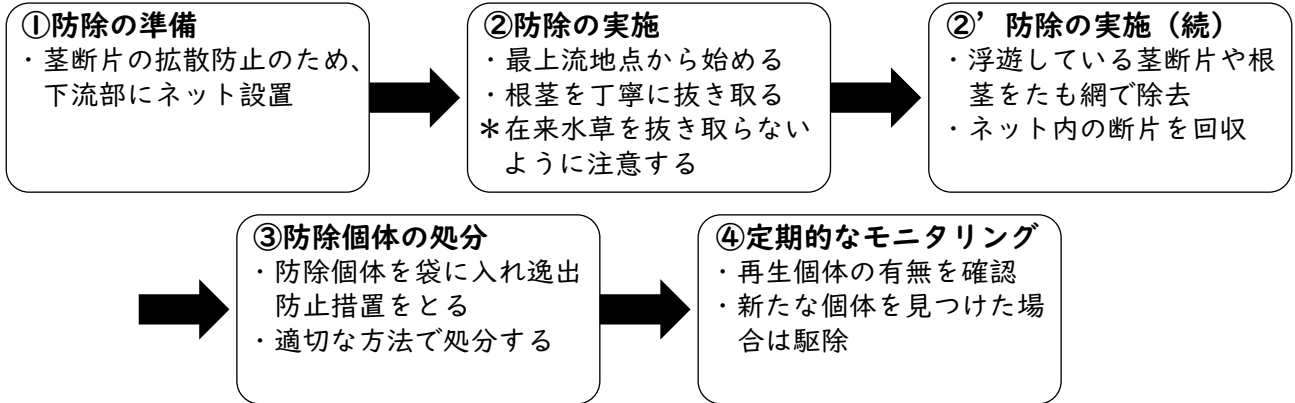 ①防除の準備
・茎断片の拡散防止のため、
下流部にネット設置
②防除の実施
・最上流地点から始める
・根茎を丁寧に抜き取る
＊在来水草を抜き取らない
ように注意する
②’防除の実施（続）
・浮遊している茎断片や根
茎をたも網で除去
・ネット内の断片を回収
③防除個体の処分
・防除個体を袋に入れ逸出
防止措置をとる
・適切な方法で処分する
④定期的なモニタリング
・再生個体の有無を確認
・新たな個体を見つけた場
合は駆除